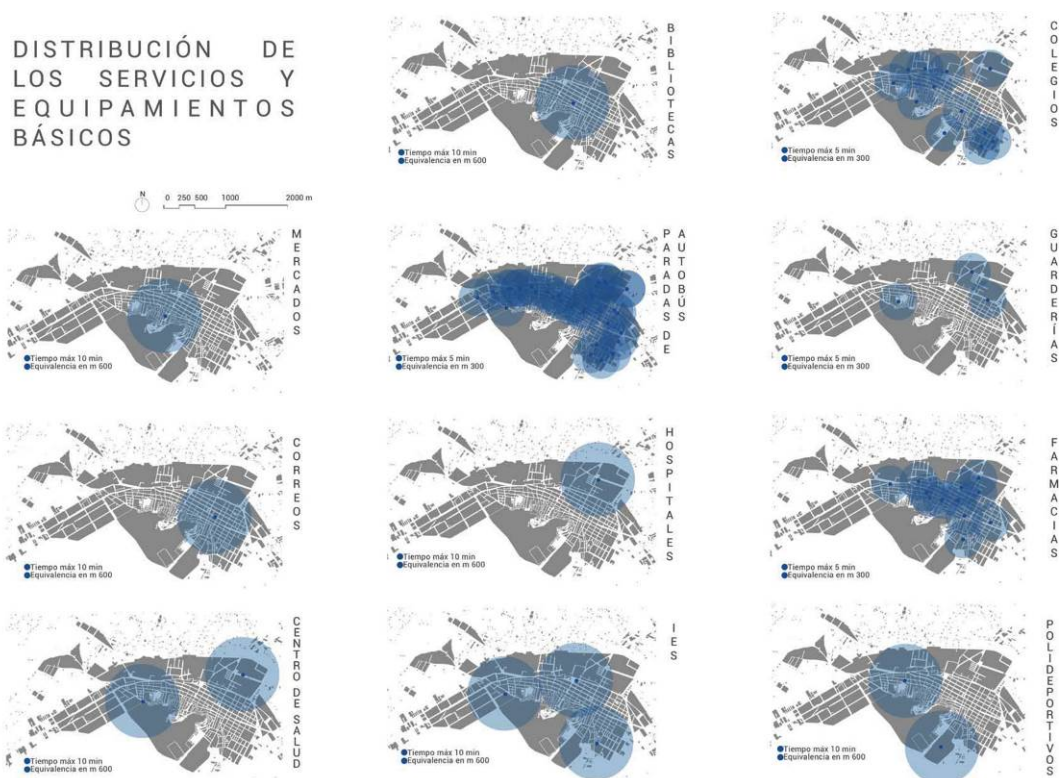 DISTRIBUCIÓN DE
LOS SERVICIOS Y
EQUIPAMIENTOS
BÁSICOS
N
0 250 500 1000 2000 m
BIBLIOTECAS
Tiempo máx 10 min
Equivalencia en m 600
COLEGIOS
Tiempo máx 5 min
Equivalencia en m 300
MERCADOS
Tiempo máx 10 min
Equivalencia en m 600
PARADAS DE
AUTOBÚS
Tiempo máx 5 min
Equivalencia en m 300
GUARDERÍAS
Tiempo máx 5 min
Equivalencia en m 300
CORREOS
Tiempo máx 10 min
Equivalencia en m 600
HOSPITALES
Tiempo máx 10 min
Equivalencia en m 600
FARMACIAS
Tiempo máx 5 min
Equivalencia en m 300
CENTRO DE SALUD
Tiempo máx 10 min
Equivalencia en m 600
IES
Tiempo máx 10 min
Equivalencia en m 600
POLIDEPORTIVOS
Tiempo máx 10 min
Equivalencia en m 600